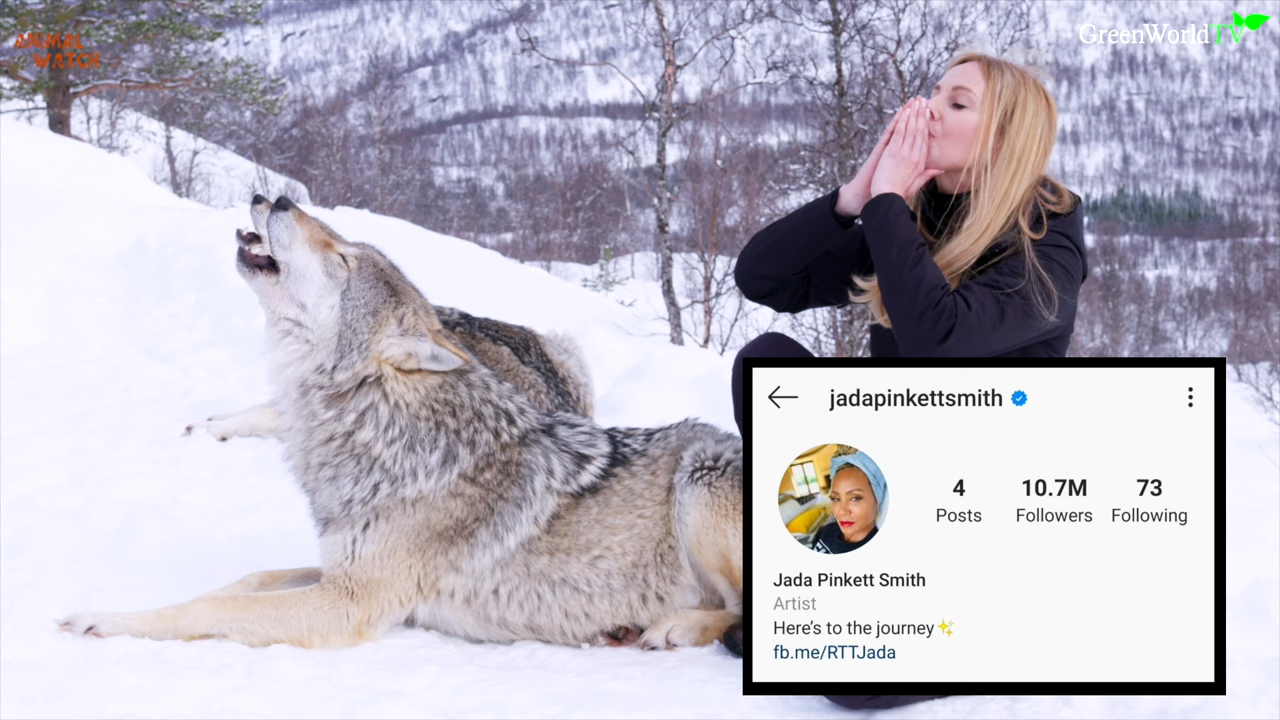 ANIMAL
WATCH
GreenWorldTV
jadapinkettsmith
4 10.7M 73
Posts Followers Following
Jada Pinkett Smith
Artist
Here's to the journey✨
fb.me/RTTJada